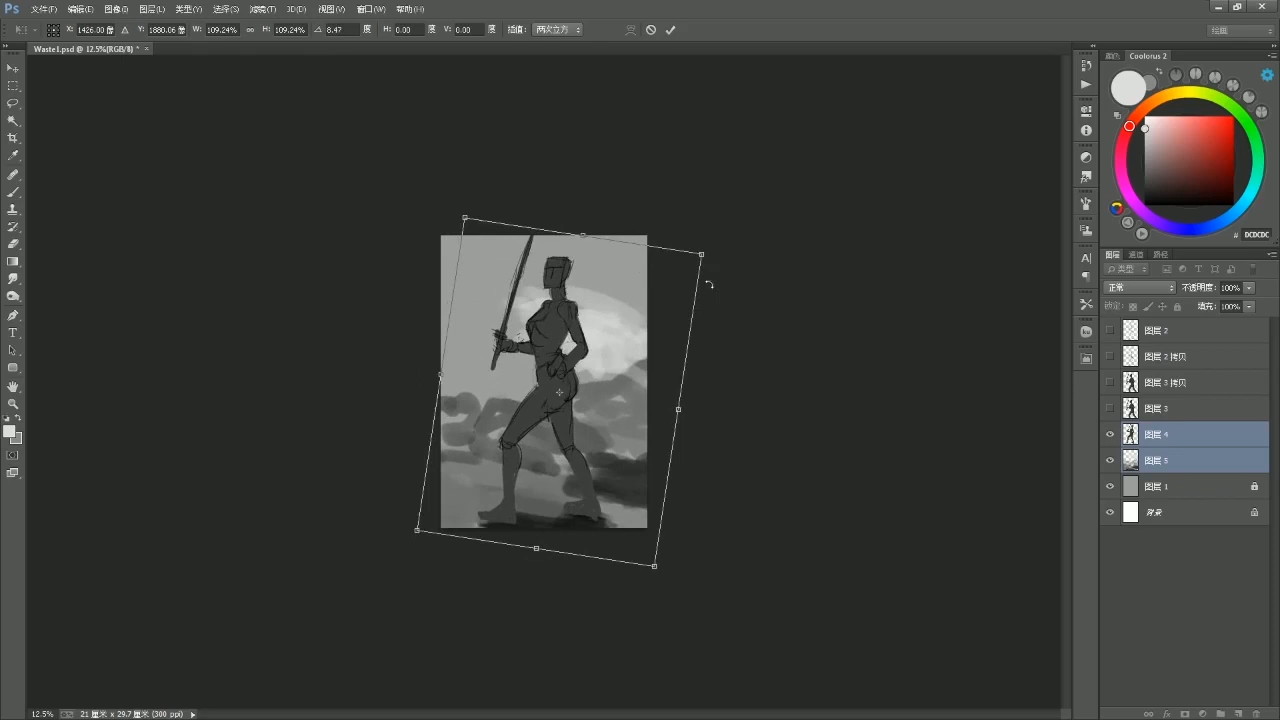 Ps 文件(F) 编辑(E) 图像(I) 图层(L) 类型(Y) 选择(S) 滤镜(T) 3D(D) 视图(V) 窗口(W) 帮助(H)
X: 1426.00 Y: 1880.06 W: 109.24% H: 109.24% 8.47 度 H: 0.00 度 V: 0.00 度 插值: 两次立方 绘画
Waste1.psd @ 12.5%(RGB/8) * ×
Coolorus 2
# DCDCDC
图层 通道 路径
类型
正常 不透明度: 100%
锁定: 填充: 100%
图层 2
图层 2 拷贝
图层 3 拷贝
图层 3
图层 4
图层 5
图层 1
背景
12.5% 21 厘米 x 29.7 厘米 (300 ppi)